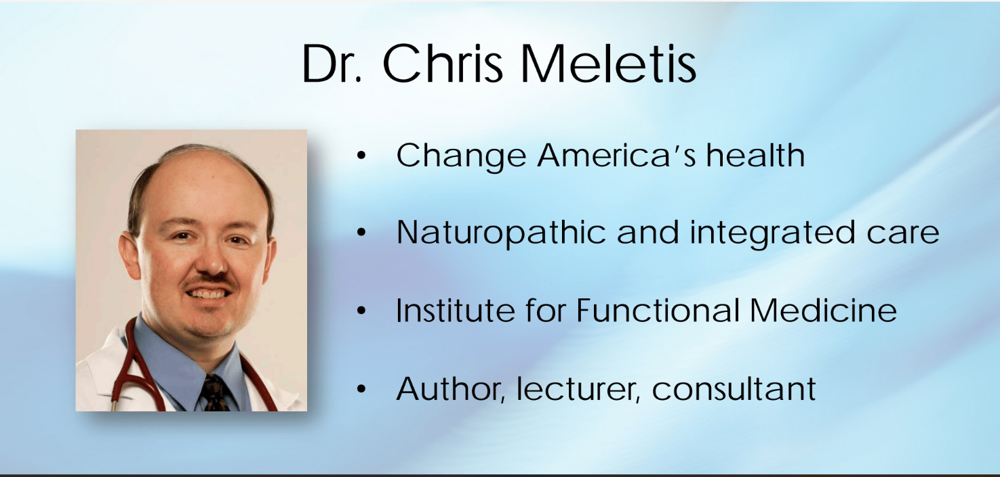 Dr. Chris Meletis
• Change America's health
• Naturopathic and integrated care
• Institute for Functional Medicine
• Author, lecturer, consultant